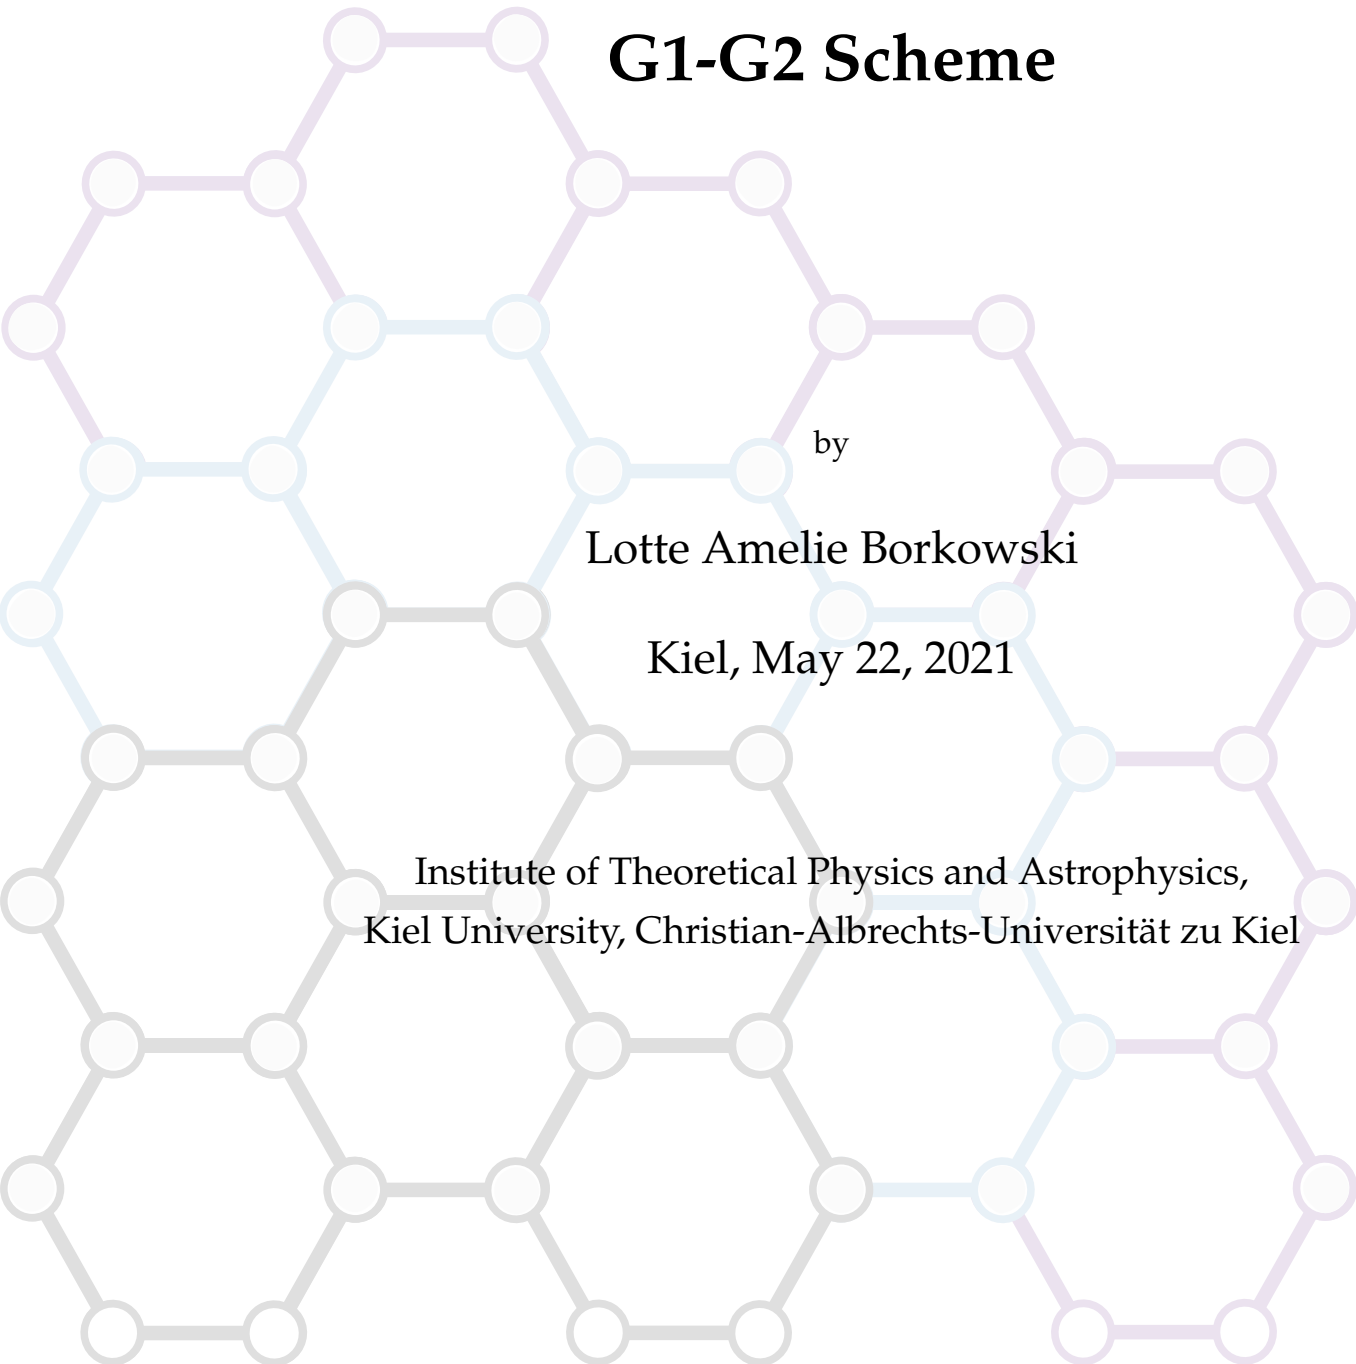 G1-G2 Scheme
by
Lotte Amelie Borkowski
Kiel, May 22, 2021
Institute of Theoretical Physics and Astrophysics,
Kiel University, Christian-Albrechts-Universität zu Kiel